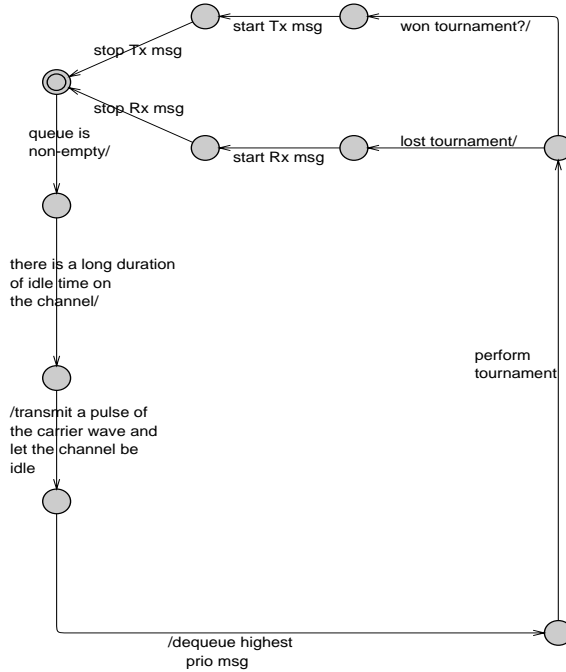 start Tx msg
won tournament?/
stop Tx msg
stop Rx msg
queue is
non-empty/
start Rx msg
lost tournament/
there is a long duration
of idle time on
the channel/
perform
tournament
/transmit a pulse of
the carrier wave and
let the channel be
idle
/dequeue highest
prio msg